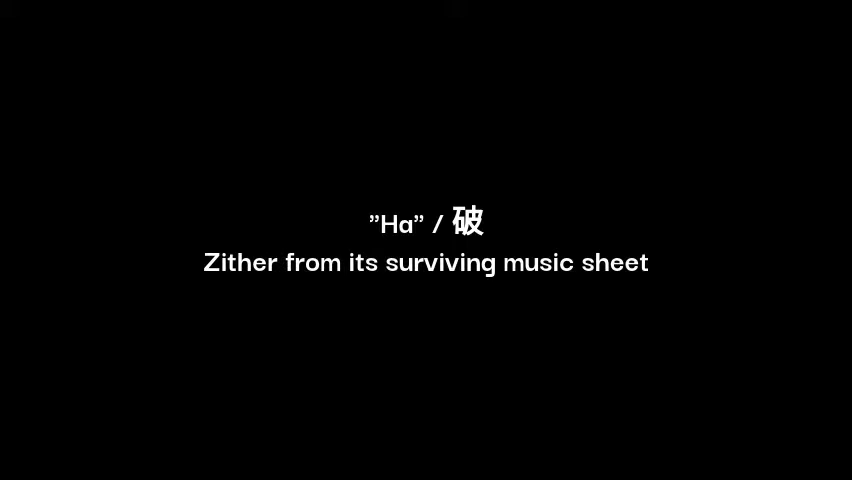 ”Ha” / 破
Zither from its surviving music sheet